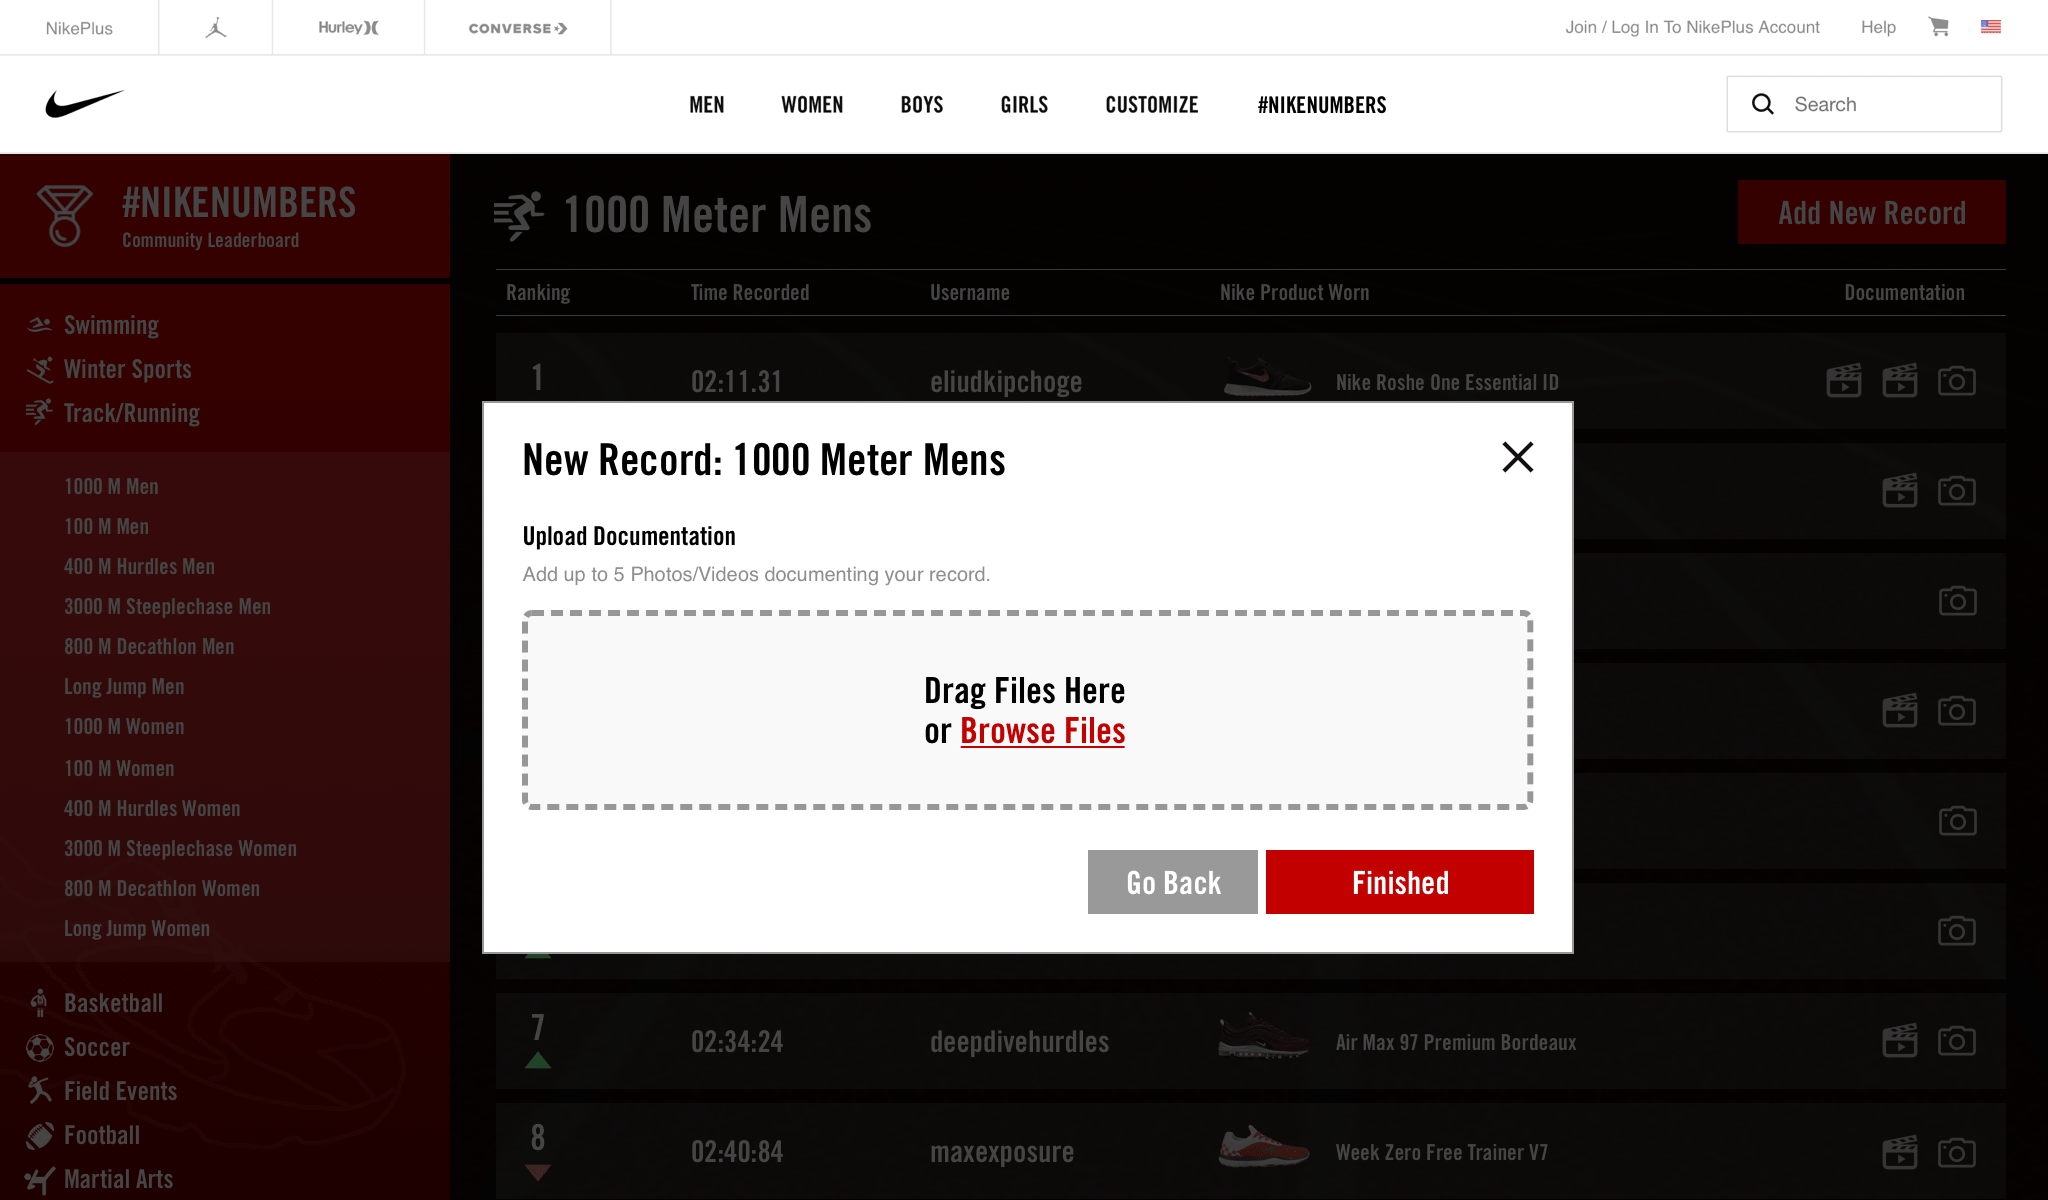 NikePlus
Hurley
CONVERSE
Join / Log In To NikePlus Account
Help
MEN
WOMEN
BOYS
GIRLS
CUSTOMIZE
#NIKENUMBERS
Search
#NIKENUMBERS
Community Leaderboard
Swimming
Winter Sports
Track/Running
1000 M Men
100 M Men
400 M Hurdles Men
3000 M Steeplechase Men
800 M Decathlon Men
Long Jump Men
1000 M Women
100 M Women
400 M Hurdles Women
3000 M Steeplechase Women
800 M Decathlon Women
Long Jump Women
Basketball
Soccer
Field Events
Football
Martial Arts
1000 Meter Mens
Add New Record
Ranking
Time Recorded
Username
Nike Product Worn
Documentation
1
02:11.31
eliudkipchoge
Nike Roshe One Essential ID
New Record: 1000 Meter Mens
Upload Documentation
Add up to 5 Photos/Videos documenting your record.
Drag Files Here
or Browse Files
Go Back
Finished
7
02:34:24
deepdivehurdles
Air Max 97 Premium Bordeaux
8
02:40:84
maxexposure
Week Zero Free Trainer V7